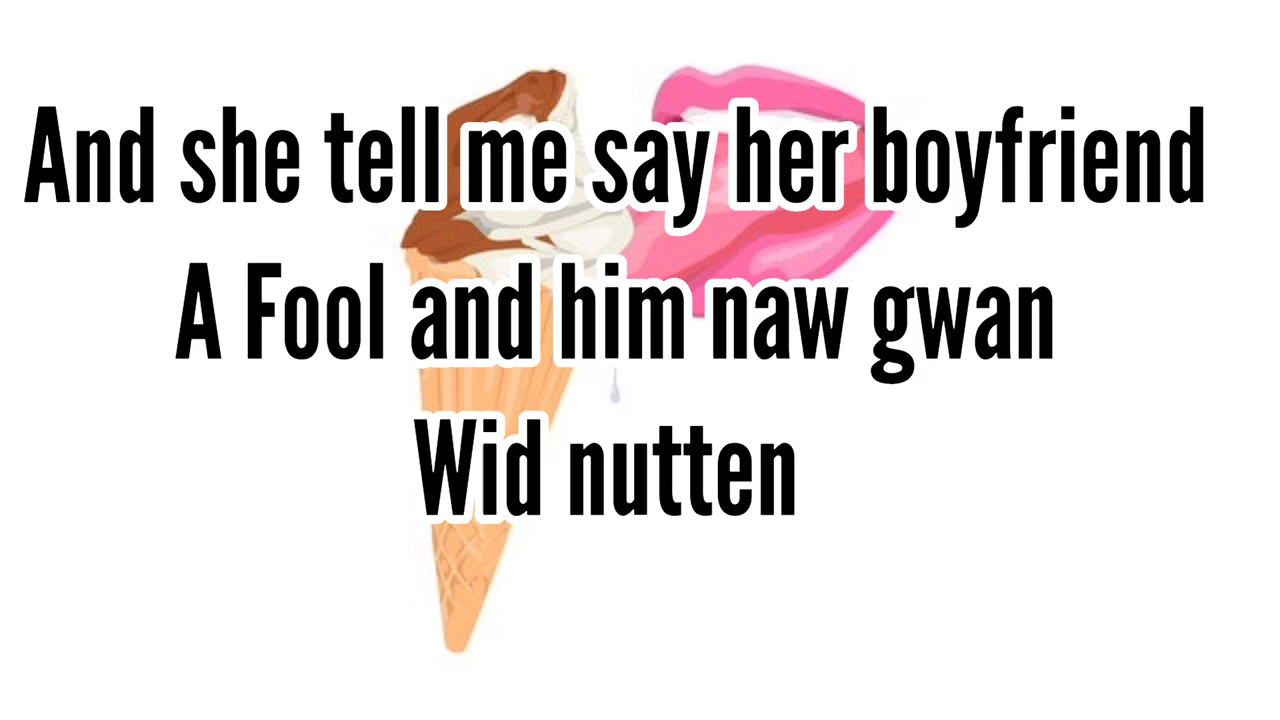 And she tell me say her boyfriend
A Fool and him naw gwan
Wid nutten